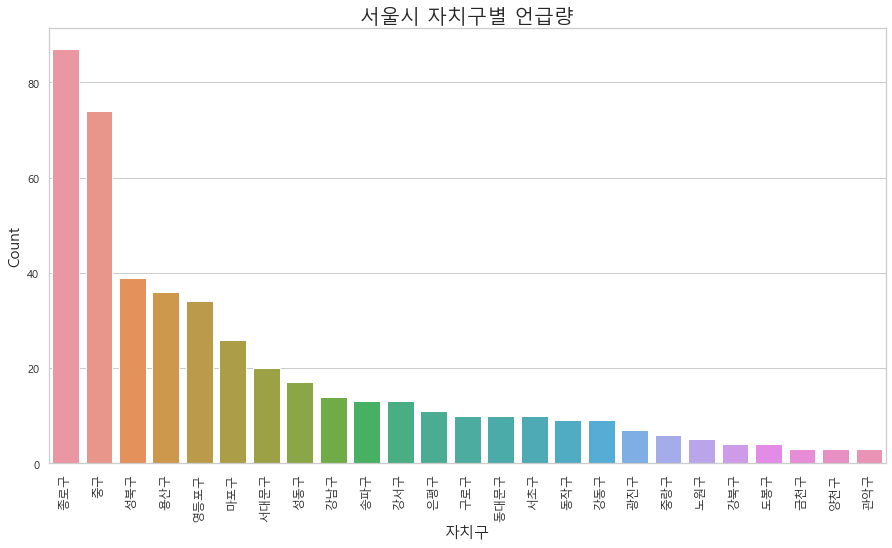 서울시 자치구별 언급량
Count
80
60
40
20
0
종로구
중구
성북구
용산구
영등포구
마포구
서대문구
성동구
강남구
송파구
강서구
은평구
구로구
동대문구
서초구
동작구
강동구
광진구
중랑구
노원구
강북구
도봉구
금천구
양천구
관악구
자치구